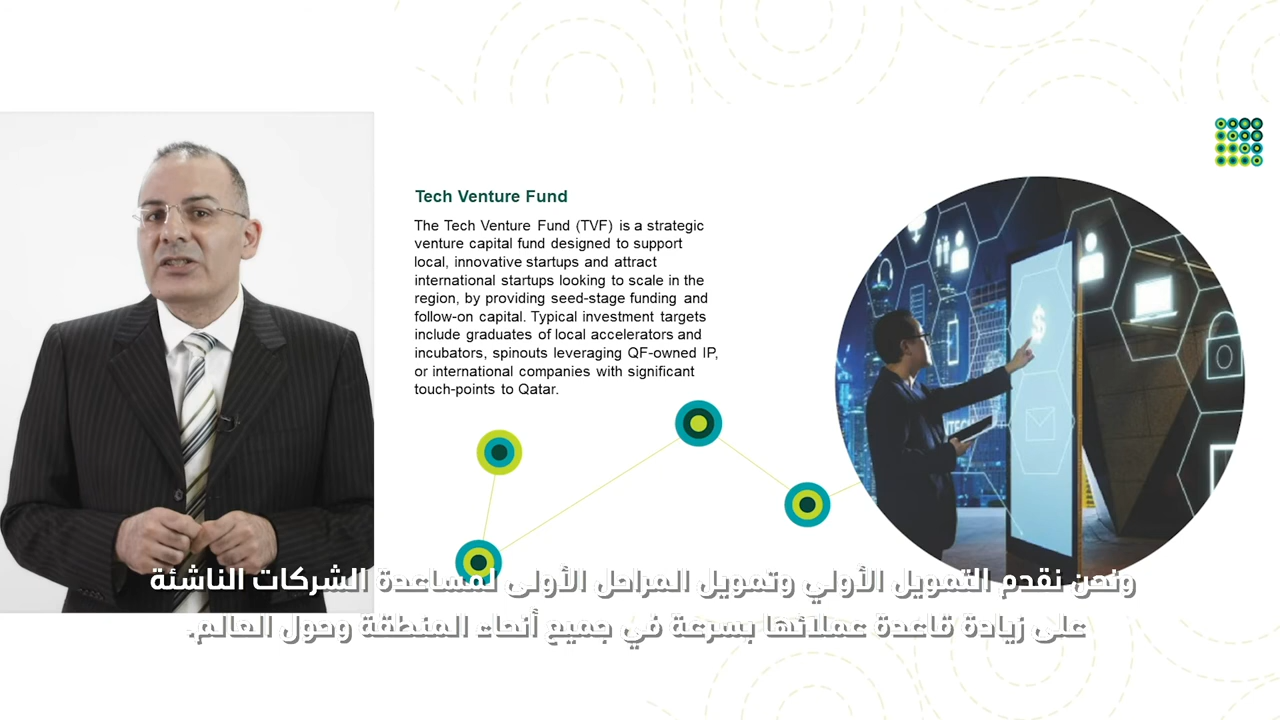 Tech Venture Fund
The Tech Venture Fund (TVF) is a strategic
venture capital fund designed to support
local, innovative startups and attract
international startups looking to scale in the
region, by providing seed-stage funding and
follow-on capital. Typical investment targets
include graduates of local accelerators and
incubators, spinouts leveraging QF-owned IP,
or international companies with significant
touch-points to Qatar.
ونحن نقدم التمويل الأولي وتمويل المراحل الأولى لمساعدة الشركات الناشئة
على زيادة قاعدة عملائها بسرعة في جميع أنحاء المنطقة وحول العالم.